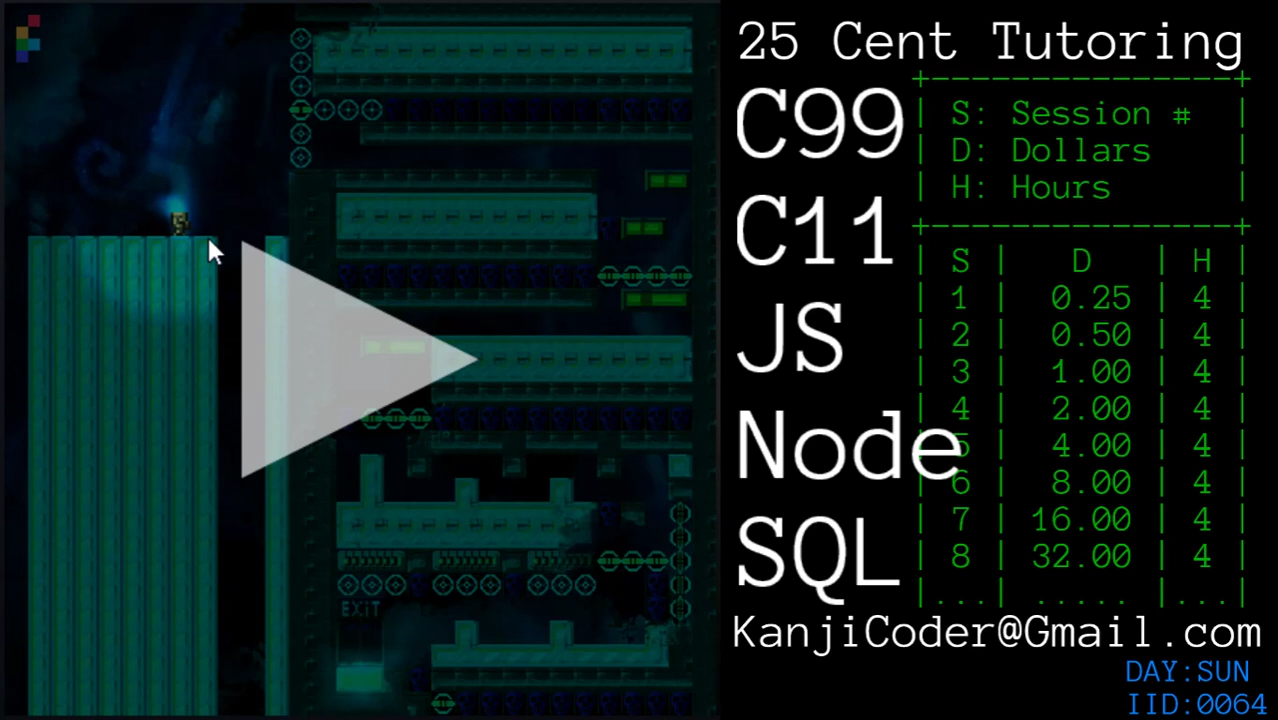 25 Cent Tutoring
C99
C11
JS
Node
SQL
+----------------+
| S: Session # |
| D: Dollars |
| H: Hours |
+----------------+
| S | D | H |
| 1 | 0.25 | 4 |
| 2 | 0.50 | 4 |
| 3 | 1.00 | 4 |
| 4 | 2.00 | 4 |
| 5 | 4.00 | 4 |
| 6 | 8.00 | 4 |
| 7 | 16.00 | 4 |
| 8 | 32.00 | 4 |
|...| ..... |...|
KanjiCoder@Gmail.com
DAY:SUN
IID:0064
EXiT